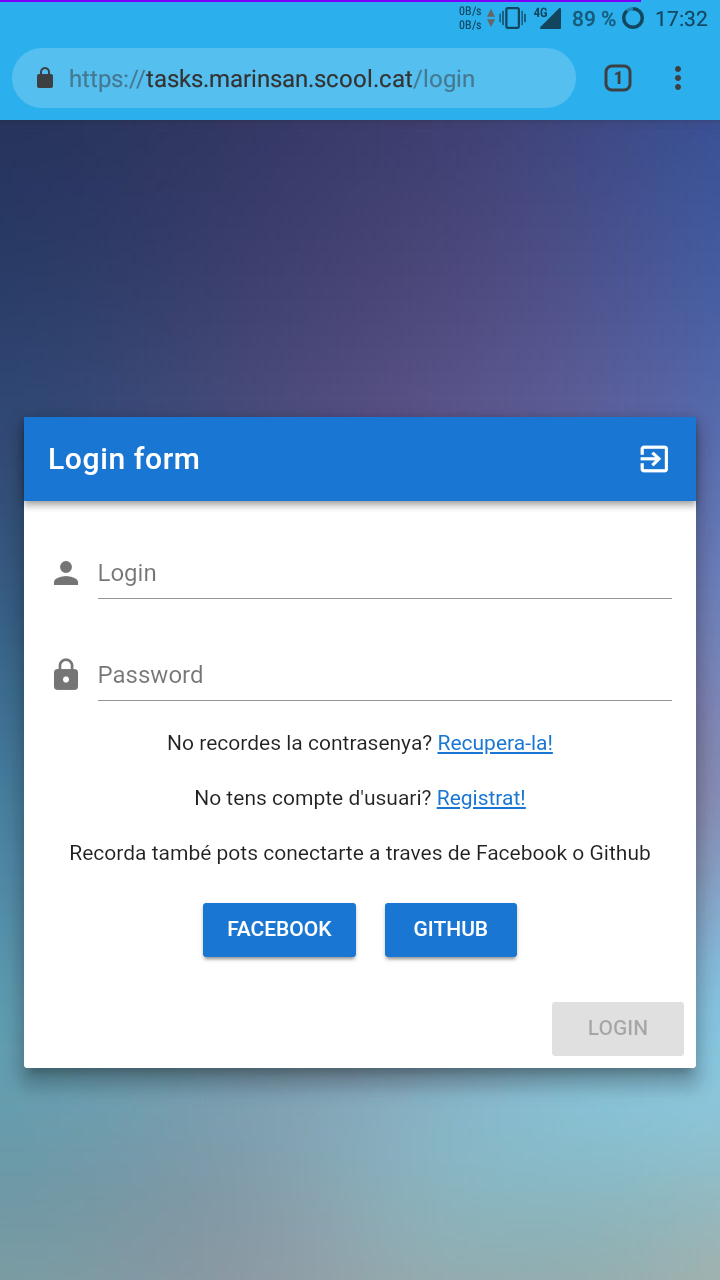 0B/s
0B/s
4G 89 % 17:32
https://tasks.marinsan.scool.cat/login
1
Login form
Login
Password
No recordes la contrasenya? Recupera-la!
No tens compte d'usuari? Registrat!
Recorda també pots conectarte a traves de Facebook o Github
FACEBOOK GITHUB
LOGIN